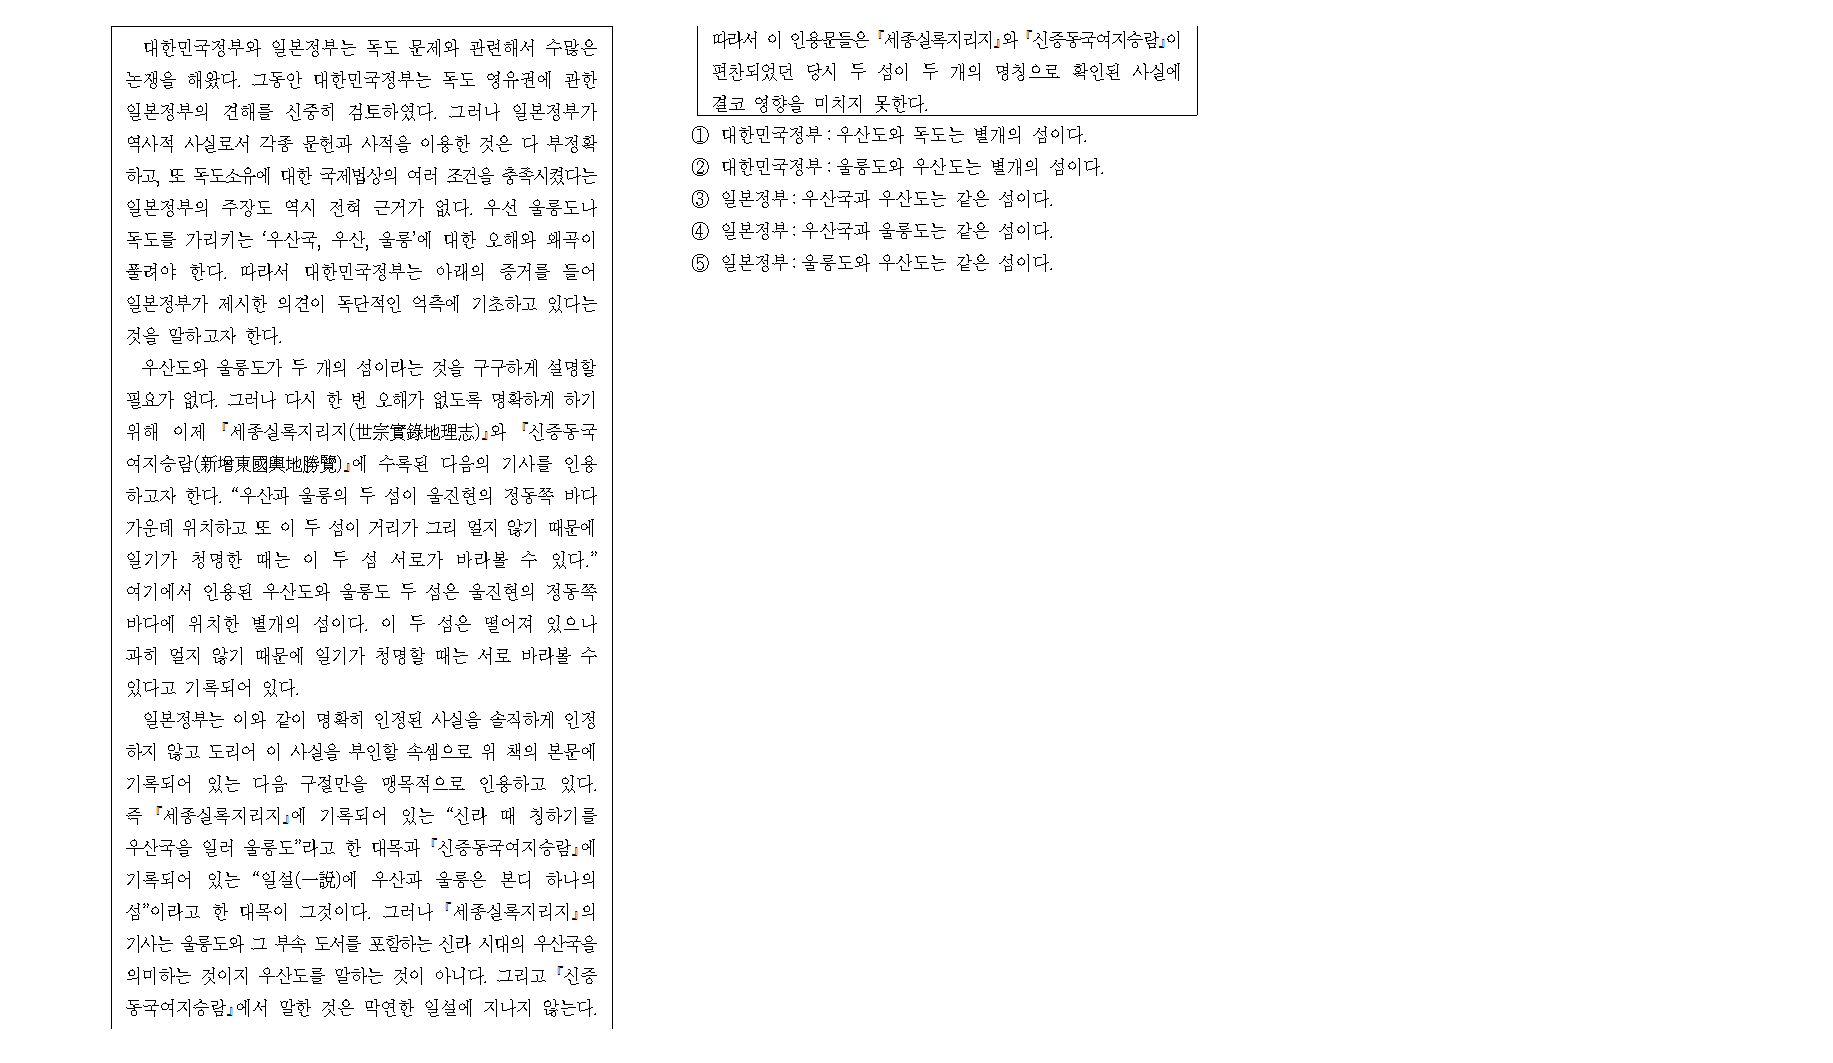 대한민국정부와 일본정부는 독도 문제와 관련해서 수많은
논쟁을 해왔다. 그동안 대한민국정부는 독도 영유권에 관한
일본정부의 견해를 신중히 검토하였다. 그러나 일본정부가
역사적 사실로서 각종 문헌과 사적을 이용한 것은 다 부정확
하고, 또 독도소유에 대한 국제법상의 여러 조건을 충족시켰다는
일본정부의 주장도 역시 전혀 근거가 없다. 우선 울릉도나
독도를 가리키는 ‘우산국, 우산, 울릉’에 대한 오해와 왜곡이
풀려야 한다. 따라서 대한민국정부는 아래의 증거를 들어
일본정부가 제시한 의견이 독단적인 억측에 기초하고 있다는
것을 말하고자 한다.
우산도와 울릉도가 두 개의 섬이라는 것을 구구하게 설명할
필요가 없다. 그러나 다시 한 번 오해가 없도록 명확하게 하기
위해 이제 『세종실록지리지(世宗實錄地理志)』와 『신증동국
여지승람(新增東國輿地勝覽)』에 수록된 다음의 기사를 인용
하고자 한다. “우산과 울릉의 두 섬이 울진현의 정동쪽 바다
가운데 위치하고 또 이 두 섬이 거리가 그리 멀지 않기 때문에
일기가 청명한 때는 이 두 섬 서로가 바라볼 수 있다.”
여기에서 인용된 우산도와 울릉도 두 섬은 울진현의 정동쪽
바다에 위치한 별개의 섬이다. 이 두 섬은 떨어져 있으나
과히 멀지 않기 때문에 일기가 청명할 때는 서로 바라볼 수
있다고 기록되어 있다.
일본정부는 이와 같이 명확히 인정된 사실을 솔직하게 인정
하지 않고 도리어 이 사실을 부인할 속셈으로 위 책의 본문에
기록되어 있는 다음 구절만을 맹목적으로 인용하고 있다.
즉 『세종실록지리지』에 기록되어 있는 “신라 때 칭하기를
우산국을 일러 울릉도”라고 한 대목과 『신증동국여지승람』에
기록되어 있는 “일설(一說)에 우산과 울릉은 본디 하나의
섬”이라고 한 대목이 그것이다. 그러나 『세종실록지리지』의
기사는 울릉도와 그 부속 도서를 포함하는 신라 시대의 우산국을
의미하는 것이지 우산도를 말하는 것이 아니다. 그리고 『신증
동국여지승람』에서 말한 것은 막연한 일설에 지나지 않는다.
따라서 이 인용문들은 『세종실록지리지』와 『신증동국여지승람』이
편찬되었던 당시 두 섬이 두 개의 명칭으로 확인된 사실에
결코 영향을 미치지 못한다.
① 대한민국정부: 우산도와 독도는 별개의 섬이다.
② 대한민국정부: 울릉도와 우산도는 별개의 섬이다.
③ 일본정부: 우산국과 우산도는 같은 섬이다.
④ 일본정부: 우산국과 울릉도는 같은 섬이다.
⑤ 일본정부: 울릉도와 우산도는 같은 섬이다.